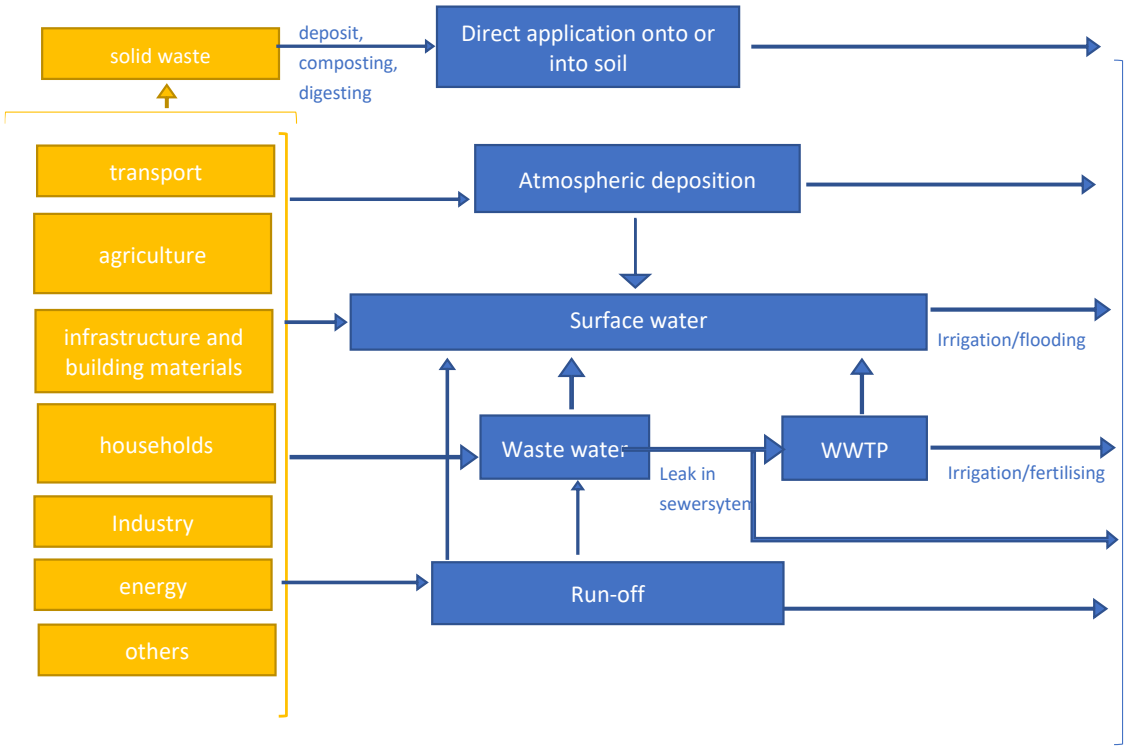 solid waste
deposit,
composting,
digesting
Direct application onto or
into soil
transport
Atmospheric deposition
agriculture
infrastructure and
building materials
Surface water
Irrigation/flooding
households
Waste water
Leak in
sewersytem
WWTP
Irrigation/fertilising
Industry
energy
Run-off
others